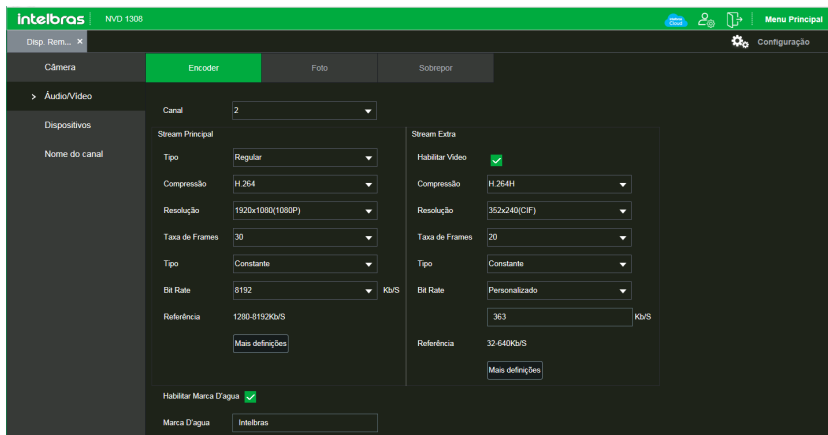 intelbras NVD 1308 Intelbras Cloud Menu Principal
Disp. Rem... × Configuração
Câmera Encoder Foto Sobrepor
> Áudio/Vídeo
Canal 2
Dispositivos
Stream Principal Stream Extra
Nome do canal
Tipo Regular Habilitar Video
Compressão H.264 Compressão H.264H
Resolução 1920x1080(1080P) Resolução 352x240(CIF)
Taxa de Frames 30 Taxa de Frames 20
Tipo Constante Tipo Constante
Bit Rate 8192 Kb/S Bit Rate Personalizado
Referência 1280-8192Kb/S 363 Kb/S
Mais definições Referência 32-640Kb/S
Mais definições
Habilitar Marca D'agua
Marca D'agua Intelbras